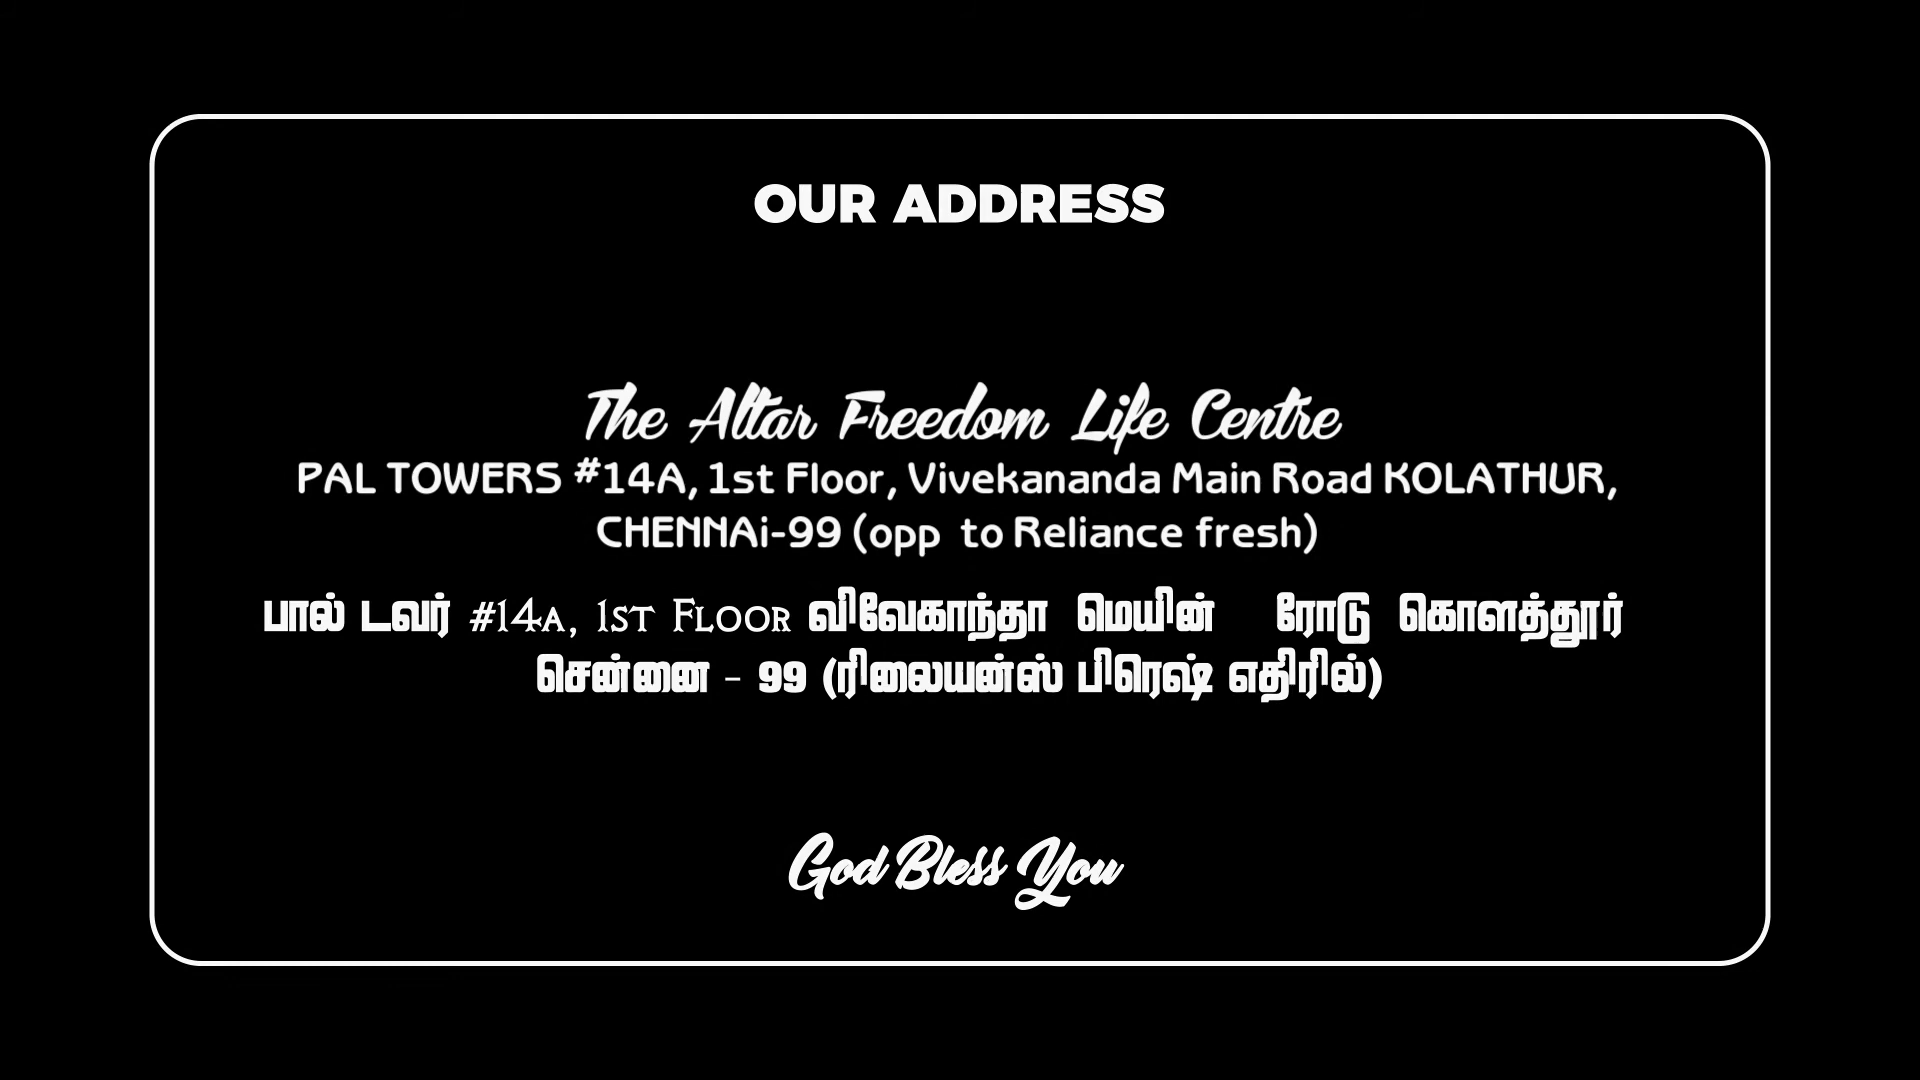 OUR ADDRESS
The Altar Freedom Life Centre
PAL TOWERS #14A, 1st Floor, Vivekananda Main Road KOLATHUR,
CHENNAi-99 (opp to Reliance fresh)
பால் டவர் #14A, 1ST FLOOR விவேகாந்தா மெயின் ரோடு கொளத்தூர்
சென்னை - 99 (ரிலையன்ஸ் பிரெஷ் எதிரில்)
God Bless You